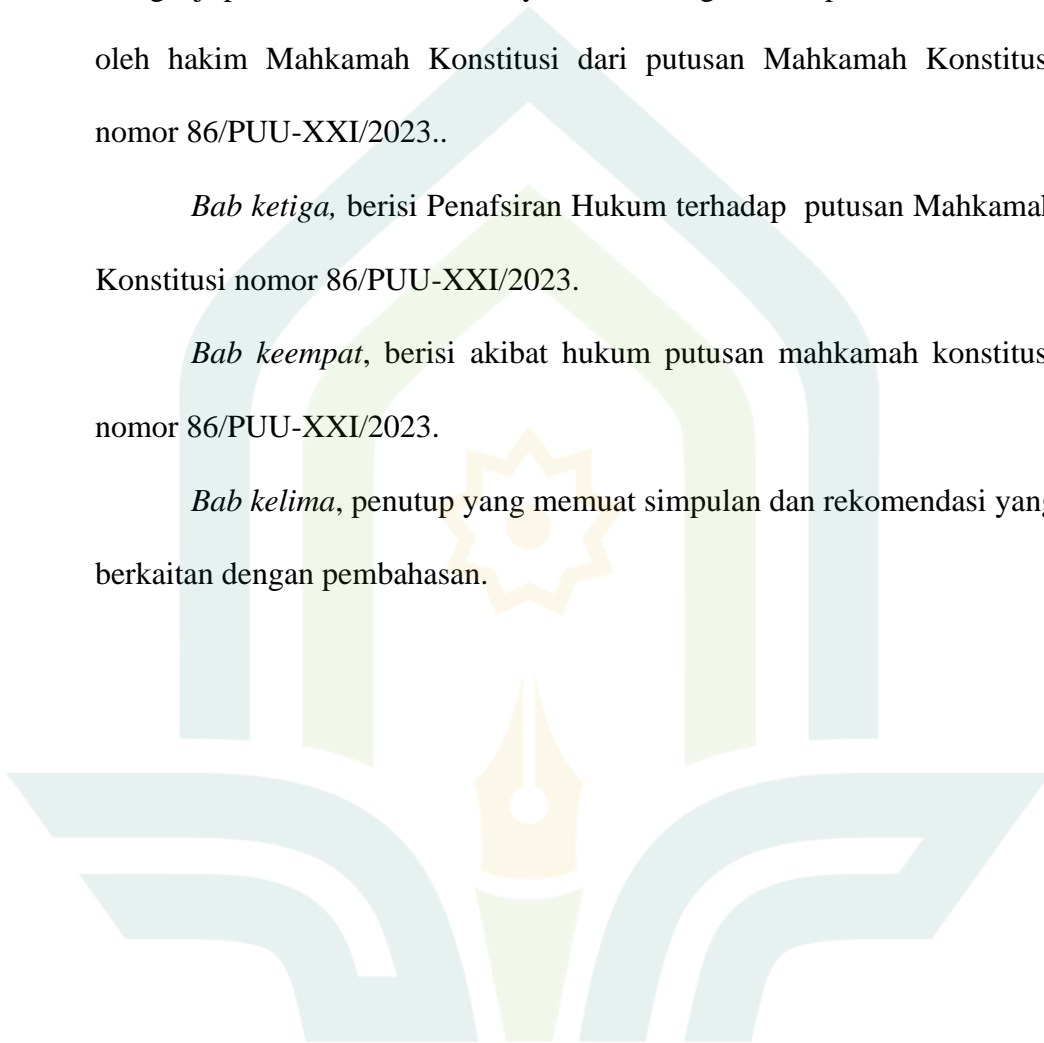 oleh hakim Mahkamah Konstitusi dari putusan Mahkamah Konstitus
nomor 86/PUU-XXI/2023..
Bab ketiga, berisi Penafsiran Hukum terhadap putusan Mahkamah
Konstitusi nomor 86/PUU-XXI/2023.
Bab keempat, berisi akibat hukum putusan mahkamah konstitus
nomor 86/PUU-XXI/2023.
Bab kelima, penutup yang memuat simpulan dan rekomendasi yang
berkaitan dengan pembahasan.